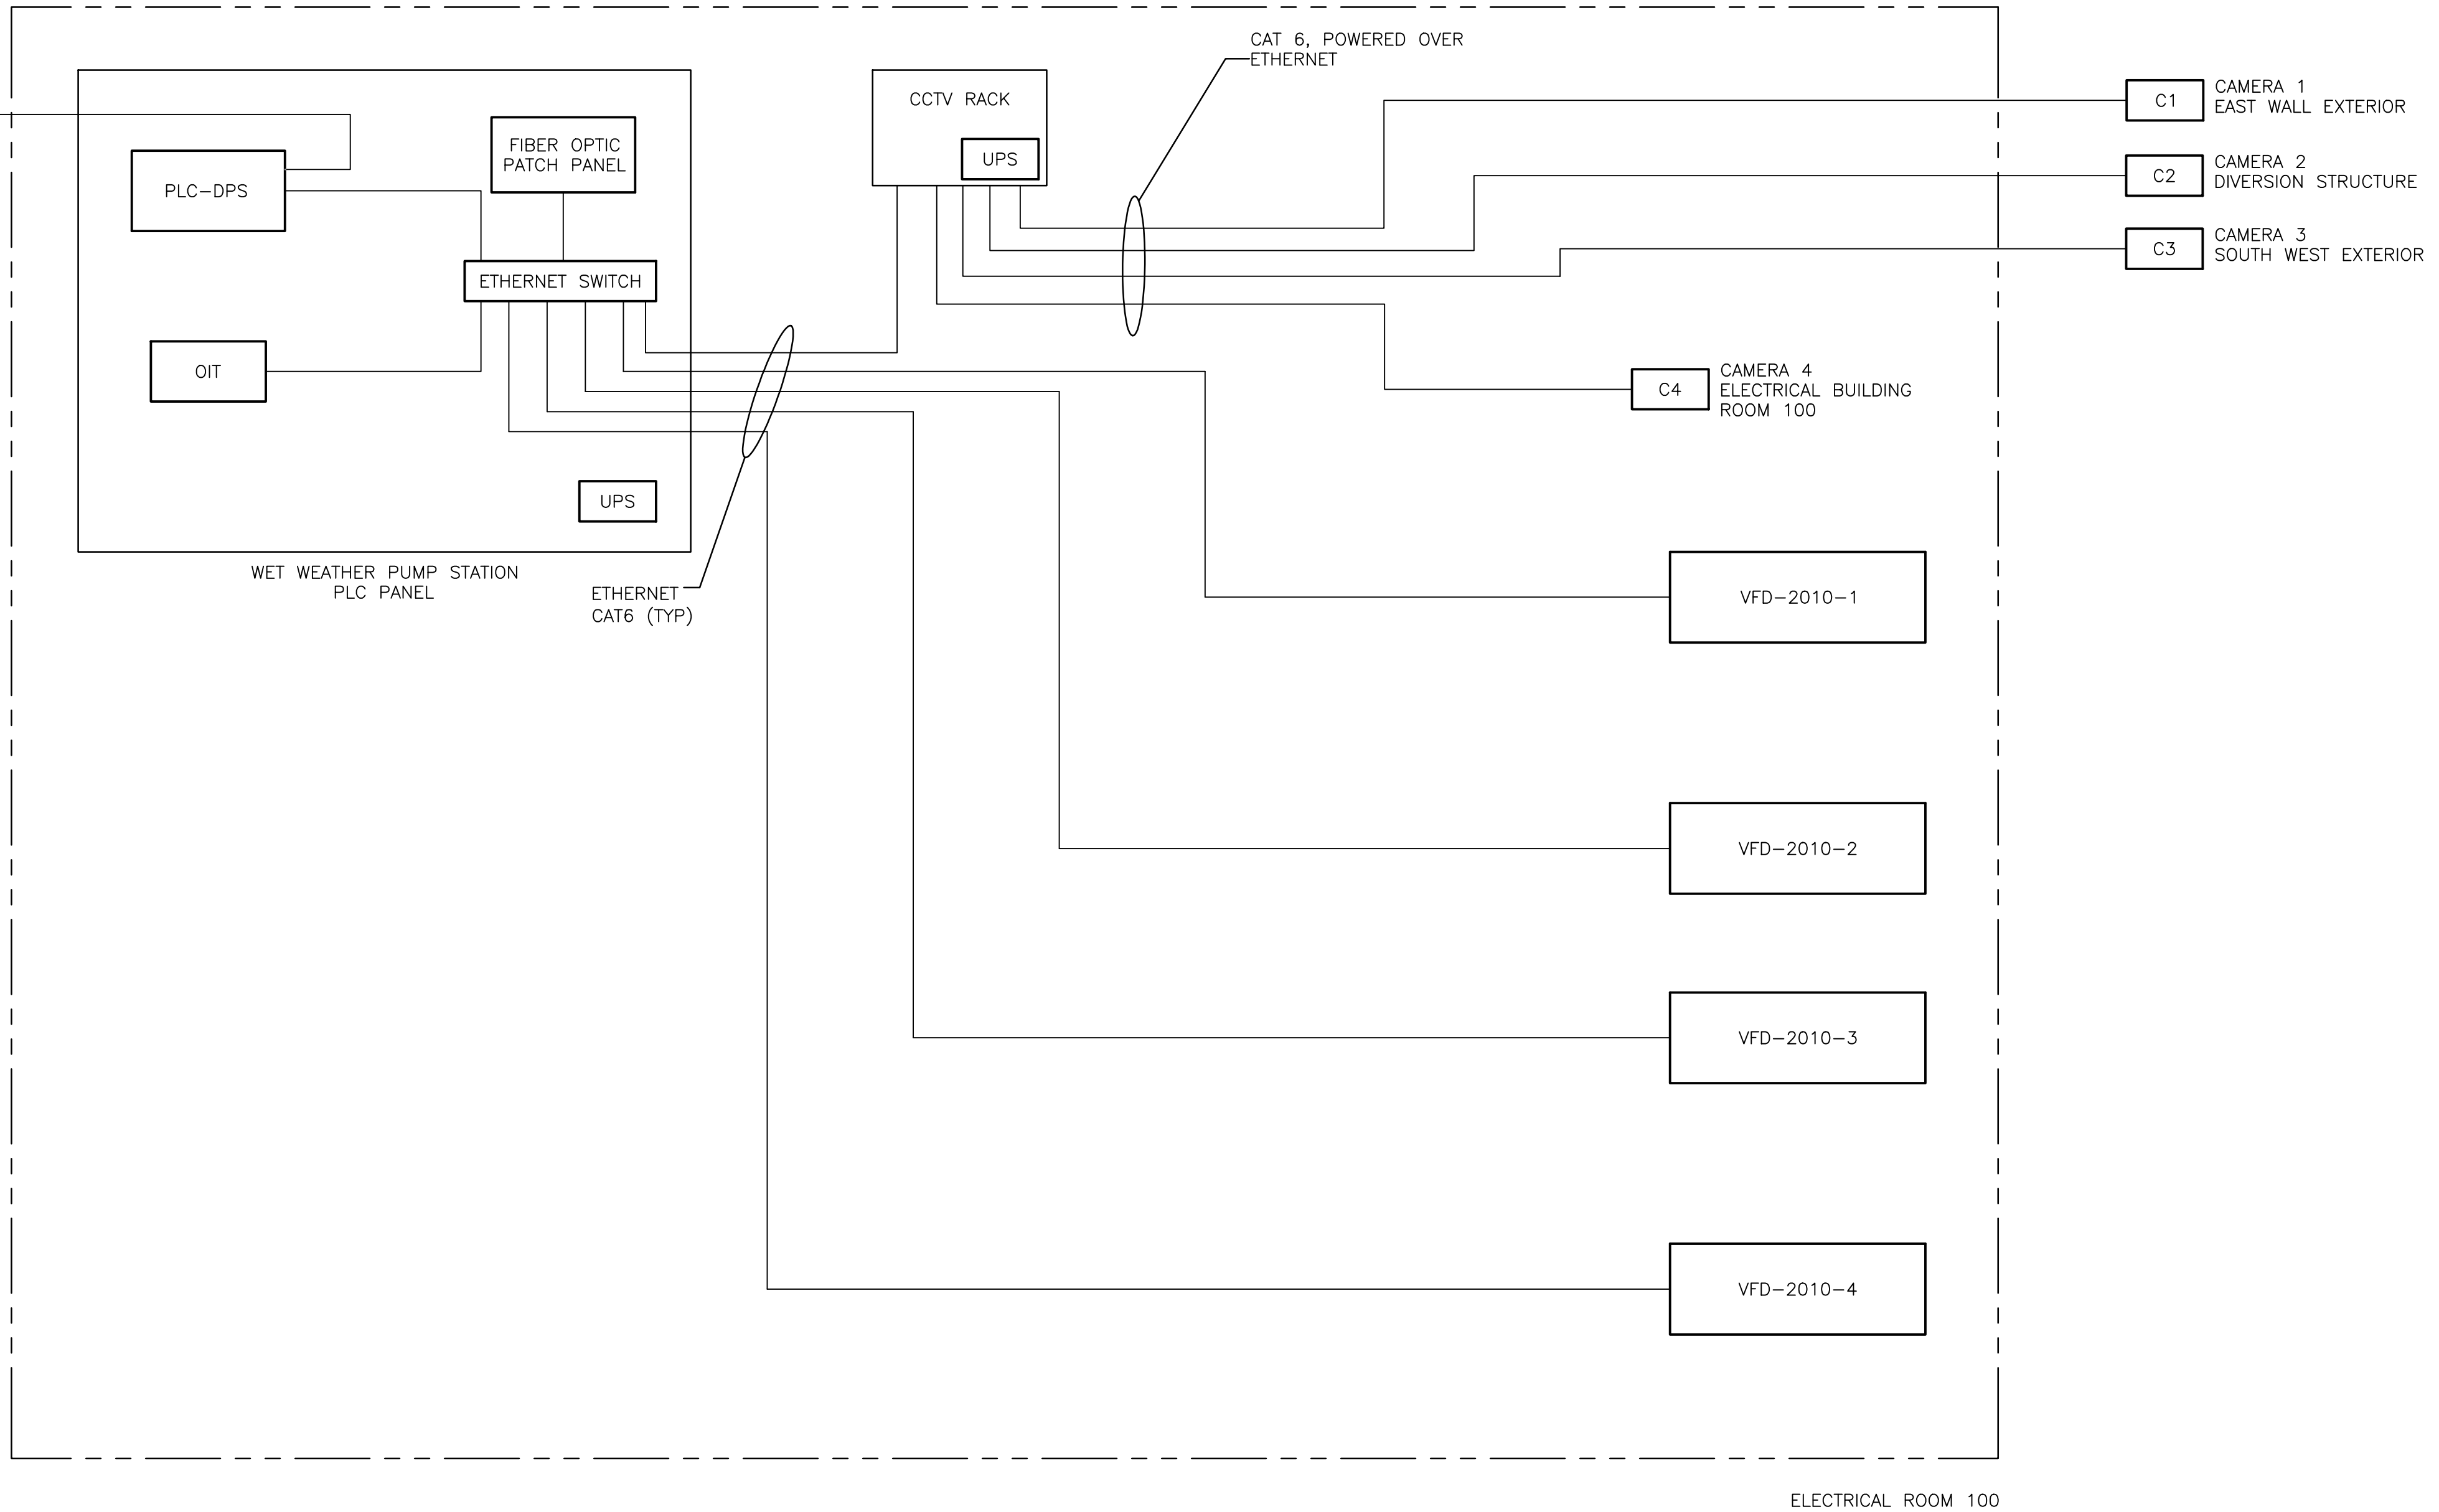 CAT 6, POWERED OVER
ETHERNET
CCTV RACK
UPS
C1
CAMERA 1
EAST WALL EXTERIOR
C2
CAMERA 2
DIVERSION STRUCTURE
C3
CAMERA 3
SOUTH WEST EXTERIOR
FIBER OPTIC
PATCH PANEL
PLC-DPS
ETHERNET SWITCH
OIT
C4
CAMERA 4
ELECTRICAL BUILDING
ROOM 100
UPS
WET WEATHER PUMP STATION
PLC PANEL
ETHERNET
CAT6 (TYP)
VFD-2010-1
VFD-2010-2
VFD-2010-3
VFD-2010-4
ELECTRICAL ROOM 100